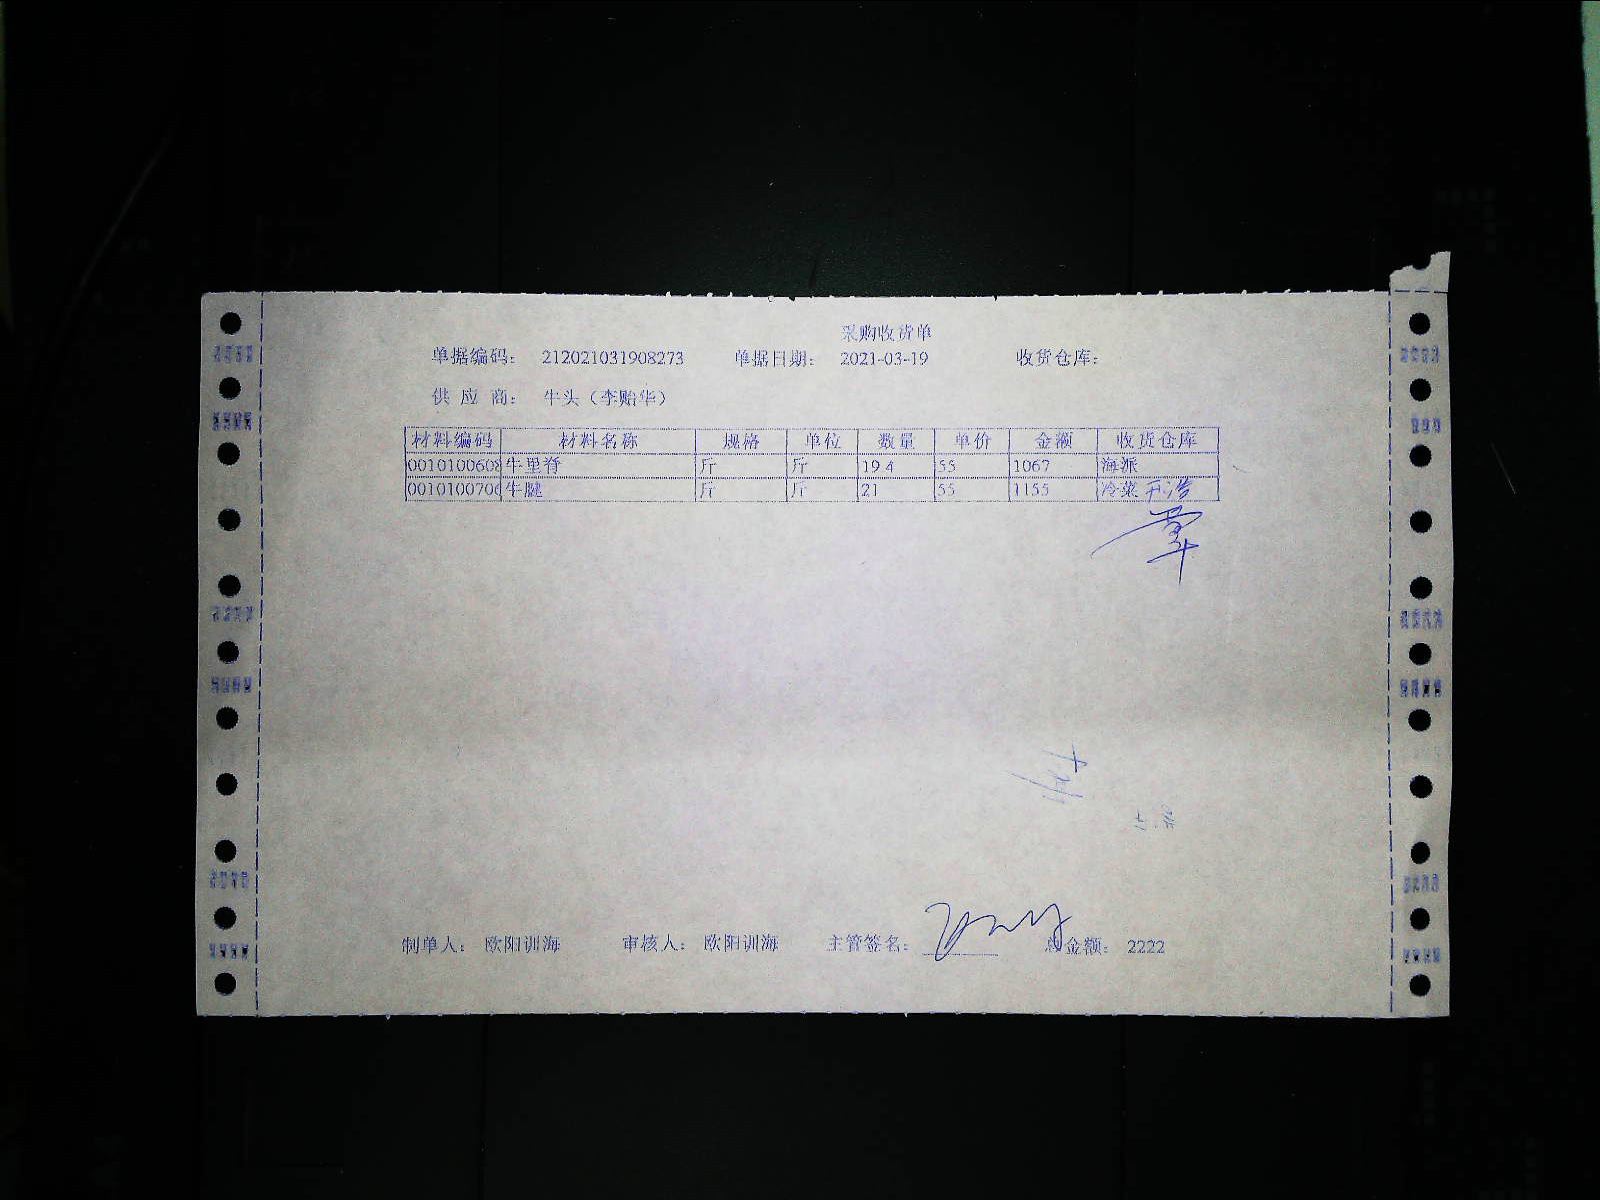 采购收货单
单据编码： 212021031908273 单据日期： 2021-03-19 收货仓库：
供 应 商： 牛头（李贻华）
材料编码 材料名称 规格 单位 数量 单价 金额 收货仓库
0010100608 牛里脊 斤 斤 19.4 55 1067 海派
0010100706 牛腱 斤 斤 21 55 1155 冷菜
制单人： 欧阳训海 审核人： 欧阳训海 主管签名： 总金额： 2222